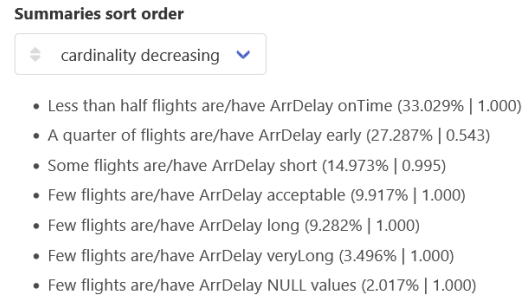 Summaries sort order
cardinality decreasing
• Less than half flights are/have ArrDelay onTime (33.029% | 1.000)
• A quarter of flights are/have ArrDelay early (27.287% | 0.543)
• Some flights are/have ArrDelay short (14.973% | 0.995)
• Few flights are/have ArrDelay acceptable (9.917% | 1.000)
• Few flights are/have ArrDelay long (9.282% | 1.000)
• Few flights are/have ArrDelay veryLong (3.496% | 1.000)
• Few flights are/have ArrDelay NULL values (2.017% | 1.000)